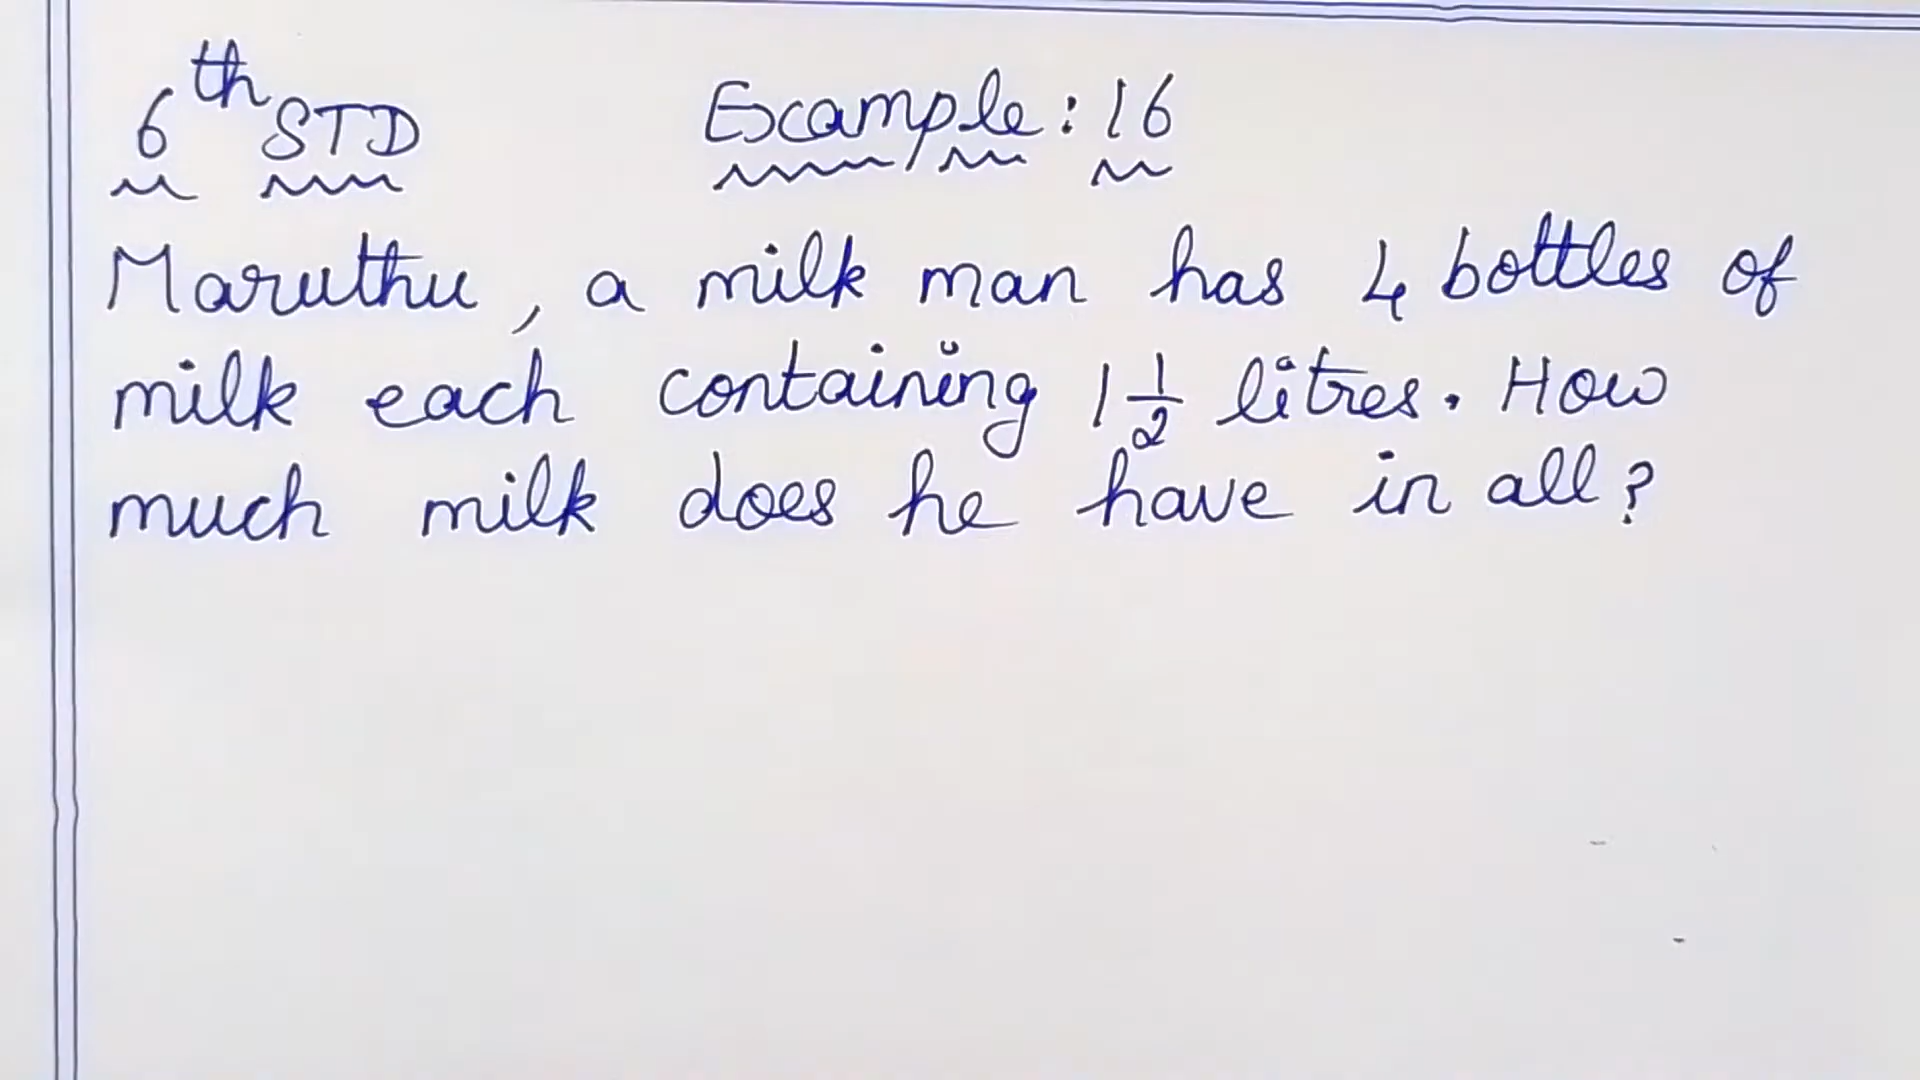 6th STD Example: 16
Maruthu, a milk man has 4 bottles of
milk each containing 1 1/2 litres. How
much milk does he have in all?